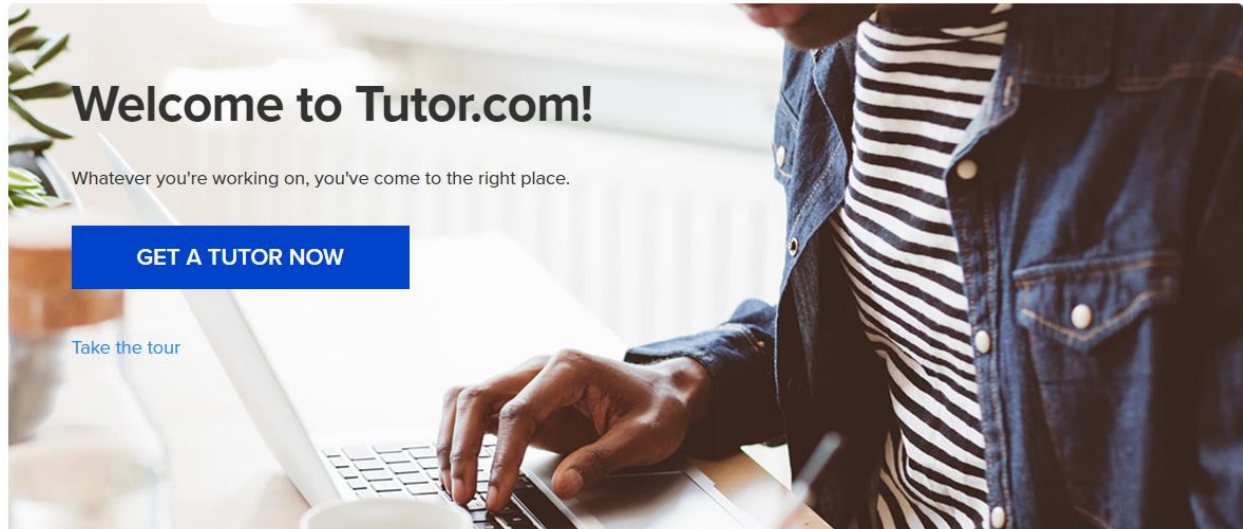 Welcome to Tutor.com!
Whatever you're working on, you've come to the right place.
GET A TUTOR NOW
Take the tour